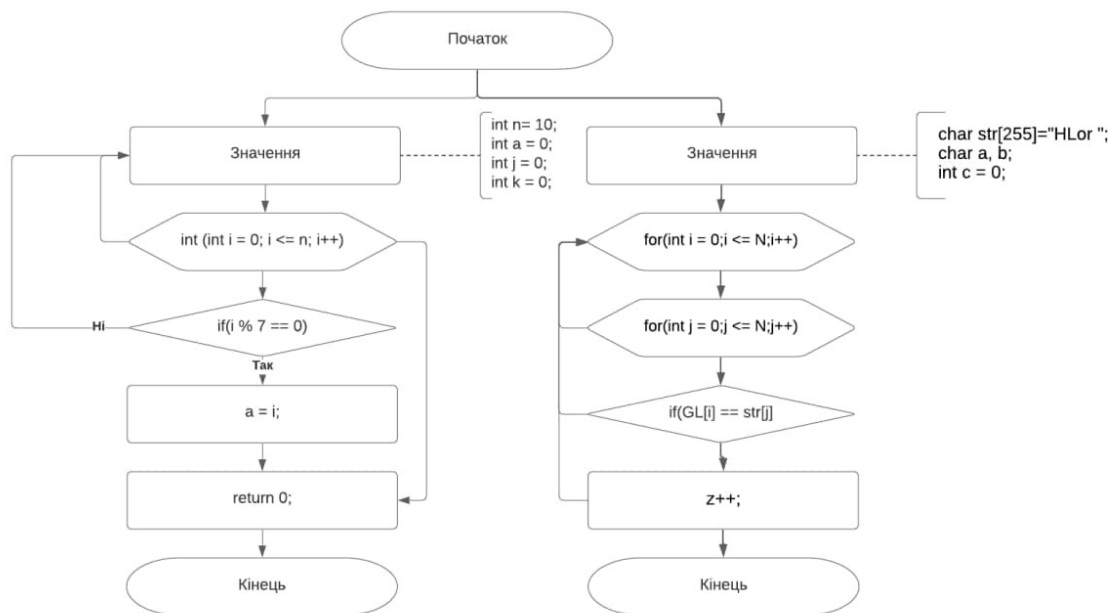 Початок
Значення
int n= 10;
int a = 0;
int j = 0;
int k = 0;
int (int i = 0; i <= n; i++)
if(i % 7 == 0)
Ні
Так
a = i;
return 0;
Кінець
Значення
char str[255]="HLor ";
char a, b;
int c = 0;
for(int i = 0;i <= N;i++)
for(int j = 0;j <= N;j++)
if(GL[i] == str[j]
z++;
Кінець